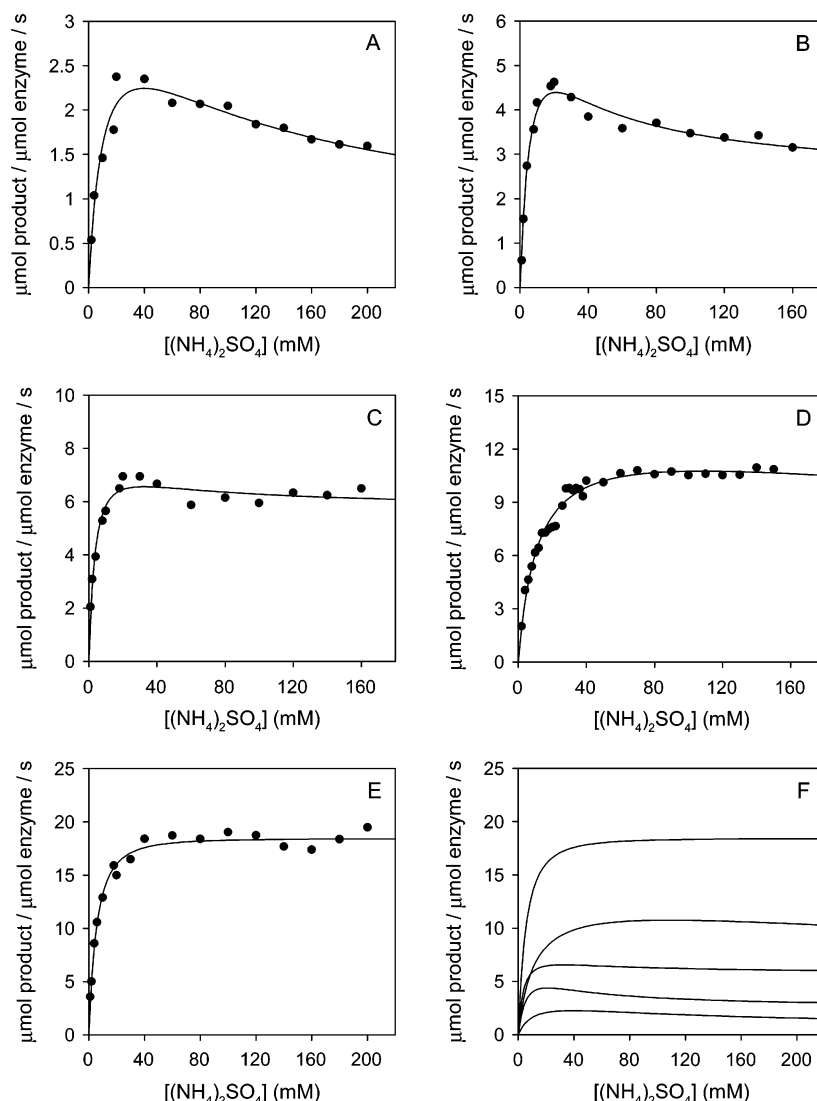 A
μmol product / μmol enzyme / s
3
2.5
2
1.5
1
0.5
0
0 40 80 120 160 200
[(NH₄)₂SO₄] (mM)
B
μmol product / μmol enzyme / s
6
5
4
3
2
1
0
0 40 80 120 160
[(NH₄)₂SO₄] (mM)
C
μmol product / μmol enzyme / s
10
8
6
4
2
0
0 40 80 120 160
[(NH₄)₂SO₄] (mM)
D
μmol product / μmol enzyme / s
15
12
9
6
3
0
0 40 80 120 160
[(NH₄)₂SO₄] (mM)
E
μmol product / μmol enzyme / s
25
20
15
10
5
0
0 40 80 120 160 200
[(NH₄)₂SO₄] (mM)
F
μmol product / μmol enzyme / s
25
20
15
10
5
0
0 40 80 120 160 200
[(NH₄)₂SO₄] (mM)